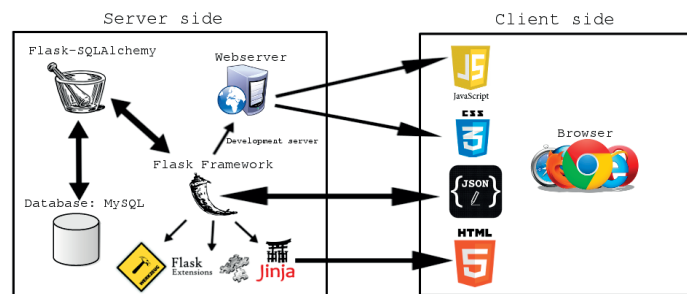 Server side
Client side
Flask-SQLAlchemy
Webserver
JS
JavaScript
CSS
3
Browser
Development server
Flask Framework
{JSON}
Database: MySQL
HTML
5
WERKZEUG
Flask
Extensions
Jinja